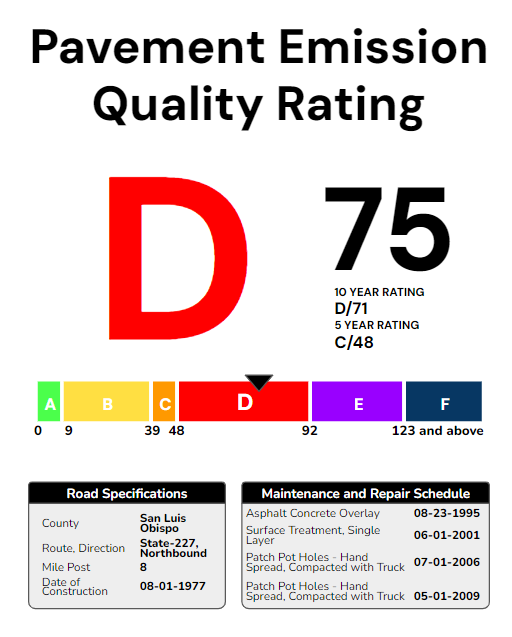 Pavement Emission
Quality Rating
D
75
10 YEAR RATING
D/71
5 YEAR RATING
C/48
A B C D E F
0 9 39 48 92 123 and above
Road Specifications
County San Luis
Obispo
Route, Direction State-227,
Northbound
Mile Post 8
Date of
Construction 08-01-1977
Maintenance and Repair Schedule
Asphalt Concrete Overlay 08-23-1995
Surface Treatment, Single
Layer 06-01-2001
Patch Pot Holes - Hand
Spread, Compacted with Truck 07-01-2006
Patch Pot Holes - Hand
Spread, Compacted with Truck 05-01-2009